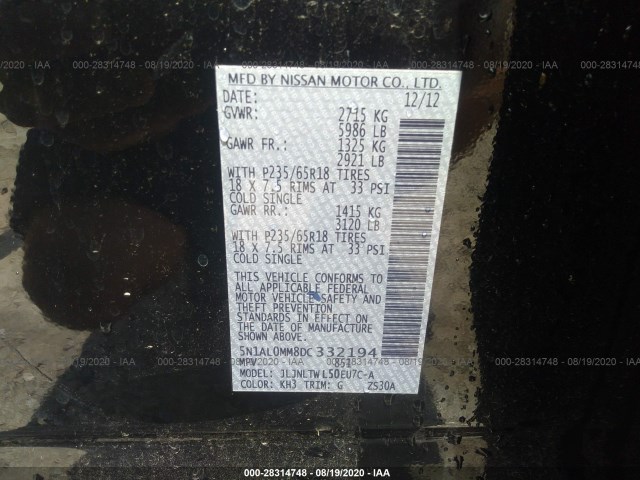 000-28314748 - 08/19/2020 - IAA
MFD BY NISSAN MOTOR CO., LTD.
DATE: 12/12
GVWR: 2715 KG
5986 LB
GAWR FR.: 1325 KG
2921 LB
WITH P235/65R18 TIRES
18 X 7.5 RIMS AT 33 PSI
COLD SINGLE
GAWR RR.: 1415 KG
3120 LB
WITH P235/65R18 TIRES
18 X 7.5 RIMS AT 33 PSI
COLD SINGLE
THIS VEHICLE CONFORMS TO
ALL APPLICABLE FEDERAL
MOTOR VEHICLE SAFETY AND
THEFT PREVENTION
STANDARDS IN EFFECT ON
THE DATE OF MANUFACTURE
SHOWN ABOVE.
5N1AL0MM8DC332194
MPV 851
MODEL: JLJNLTWL50EU7C-A
COLOR: KH3 TRIM: G ZS30A
000-28314748 - 08/19/2020 - IAA